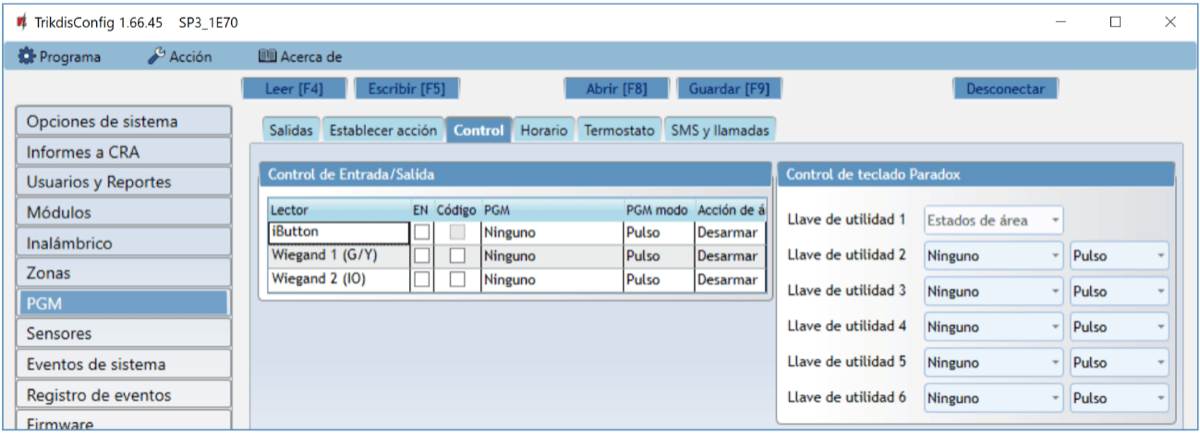 TrikdisConfig 1.66.45 SP3_1E70
Programa Acción Acerca de
Leer [F4] Escribir [F5] Abrir [F8] Guardar [F9] Desconectar
Opciones de sistema
Informes a CRA
Usuarios y Reportes
Módulos
Inalámbrico
Zonas
PGM
Sensores
Eventos de sistema
Registro de eventos
Firmware
Salidas Establecer acción Control Horario Termostato SMS y llamadas
Control de Entrada/Salida
Lector EN Código PGM PGM modo Acción de á
iButton Ninguno Pulso Desarmar
Wiegand 1 (G/Y) Ninguno Pulso Desarmar
Wiegand 2 (IO) Ninguno Pulso Desarmar
Control de teclado Paradox
Llave de utilidad 1 Estados de área
Llave de utilidad 2 Ninguno Pulso
Llave de utilidad 3 Ninguno Pulso
Llave de utilidad 4 Ninguno Pulso
Llave de utilidad 5 Ninguno Pulso
Llave de utilidad 6 Ninguno Pulso